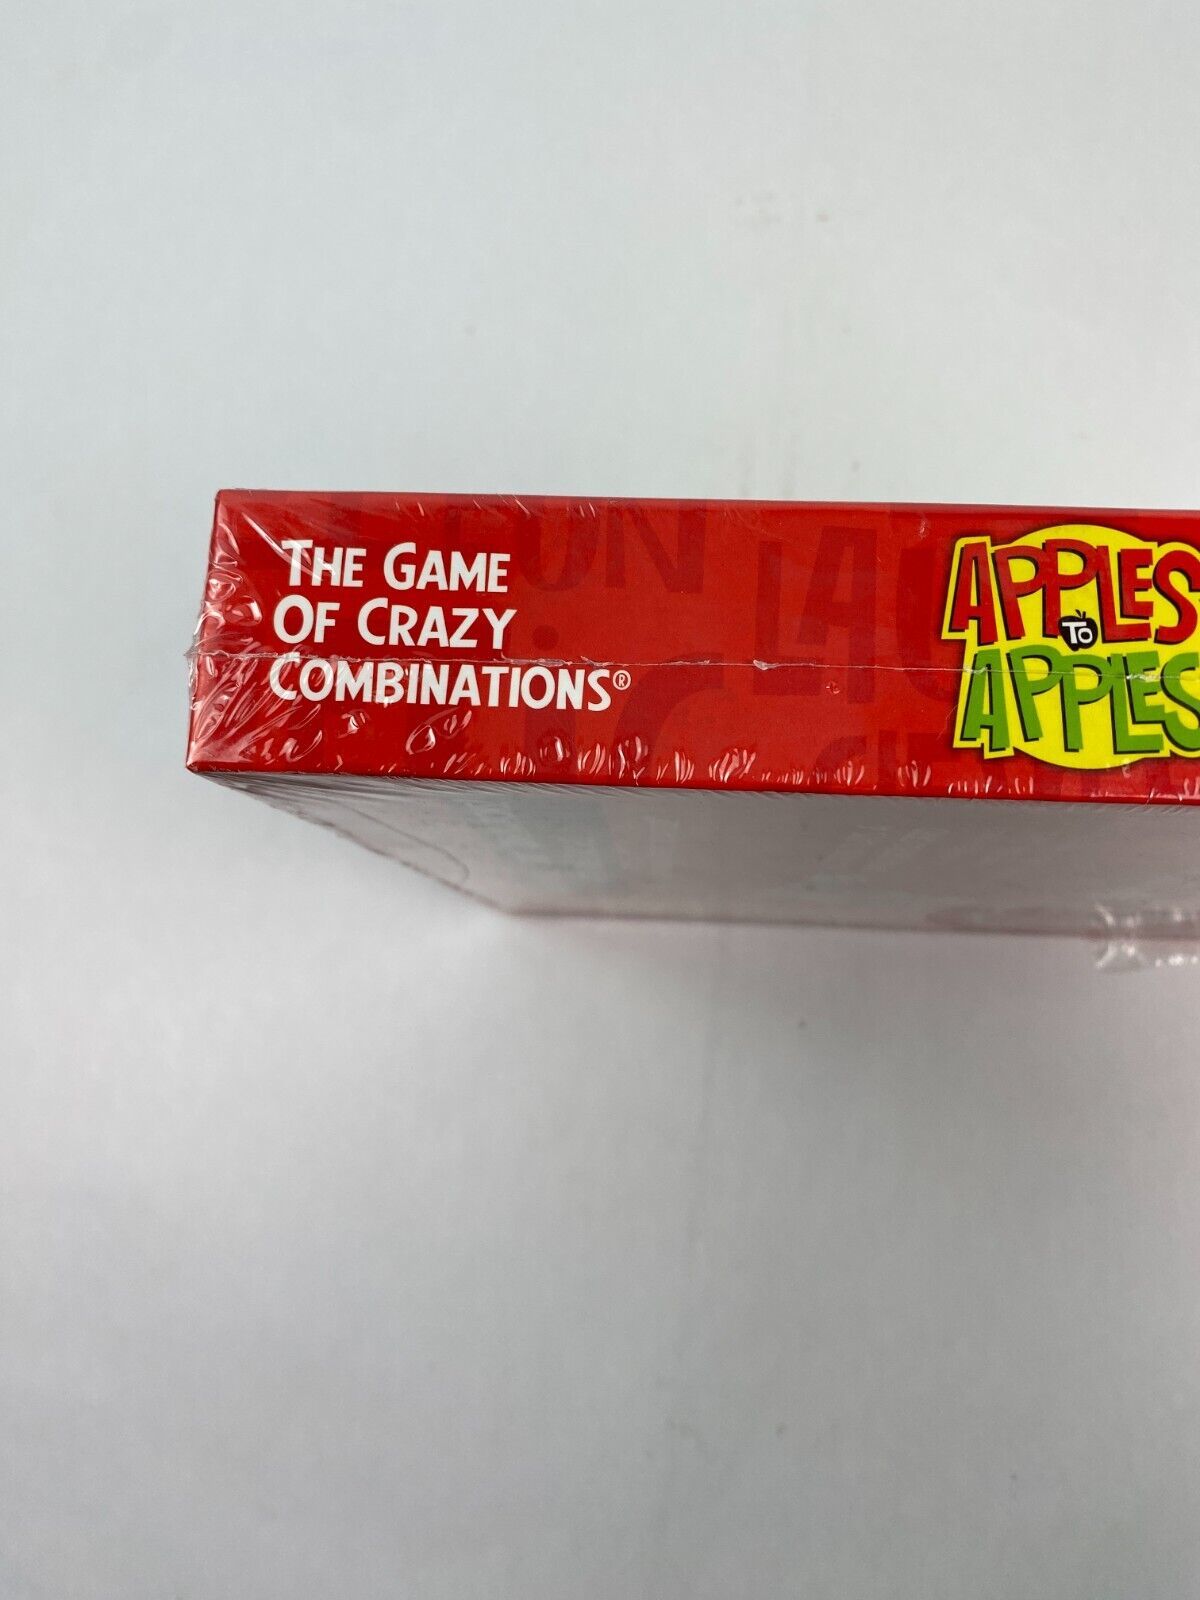 THE GAME
OF CRAZY
COMBINATIONS®
APPLES
TO
APPLES